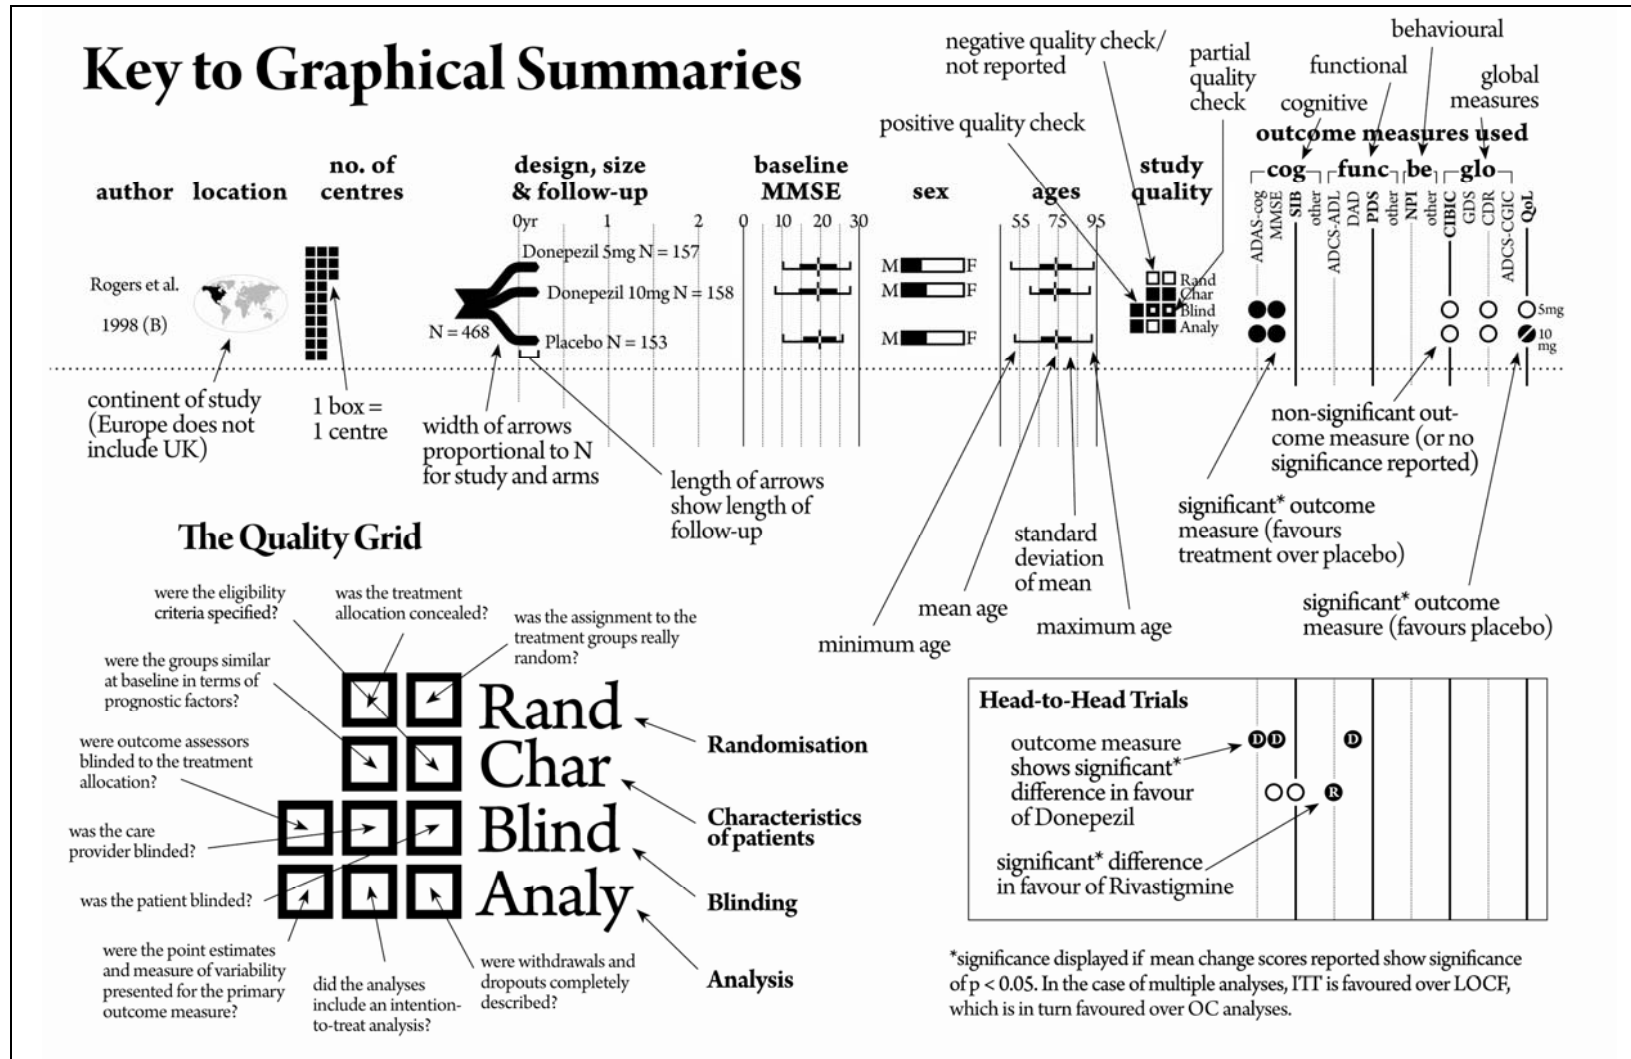 Key to Graphical Summaries
negative quality check/
not reported
partial
quality
check
positive quality check
behavioural
functional
cognitive
global
measures
outcome measures used
author
location
no. of
centres
design, size
& follow-up
baseline
MMSE
sex
ages
study
quality
cog
func
be
glo
0yr 1 2
0 10 20 30
55 75 95
ADAS-cog
MMSE
SIB
other
ADCS-ADL
DAD
PDS
other
NPI
other
CIBIC
GDS
CDR
ADCS-CGIC
QoL
Rogers et al.
1998 (B)
N = 468
Donepezil 5mg N = 157
Donepezil 10mg N = 158
Placebo N = 153
M F
M F
M F
Rand
Char
Blind
Analy
5mg
10
mg
continent of study
(Europe does not
include UK)
1 box =
1 centre
width of arrows
proportional to N
for study and arms
length of arrows
show length of
follow-up
minimum age
mean age
standard
deviation
of mean
maximum age
non-significant out-
come measure (or no
significance reported)
significant* outcome
measure (favours
treatment over placebo)
significant* outcome
measure (favours placebo)
The Quality Grid
were the eligibility
criteria specified?
was the treatment
allocation concealed?
was the assignment to the
treatment groups really
random?
were the groups similar
at baseline in terms of
prognostic factors?
were outcome assessors
blinded to the treatment
allocation?
was the care
provider blinded?
was the patient blinded?
were the point estimates
and measure of variability
presented for the primary
outcome measure?
did the analyses
include an intention-
to-treat analysis?
were withdrawals and
dropouts completely
described?
Rand
Char
Blind
Analy
Randomisation
Characteristics
of patients
Blinding
Analysis
Head-to-Head Trials
outcome measure
shows significant*
difference in favour
of Donepezil
D D D
R
significant* difference
in favour of Rivastigmine
*significance displayed if mean change scores reported show significance
of p < 0.05. In the case of multiple analyses, ITT is favoured over LOCF,
which is in turn favoured over OC analyses.